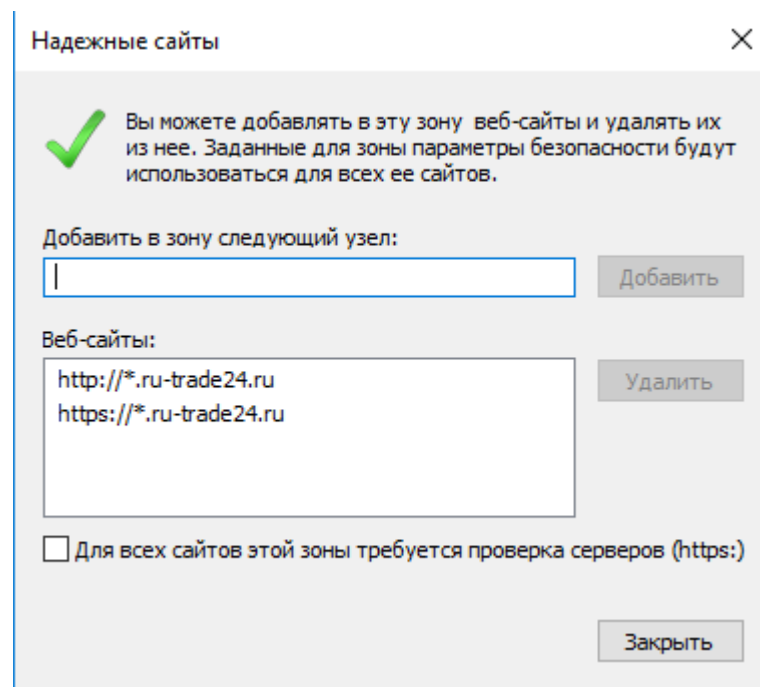 Надежные сайты
Вы можете добавлять в эту зону веб-сайты и удалять их
из нее. Заданные для зоны параметры безопасности будут
использоваться для всех ее сайтов.
Добавить в зону следующий узел:
Добавить
Веб-сайты:
http://*.ru-trade24.ru
Удалить
https://*.ru-trade24.ru
Для всех сайтов этой зоны требуется проверка серверов (https:)
Закрыть